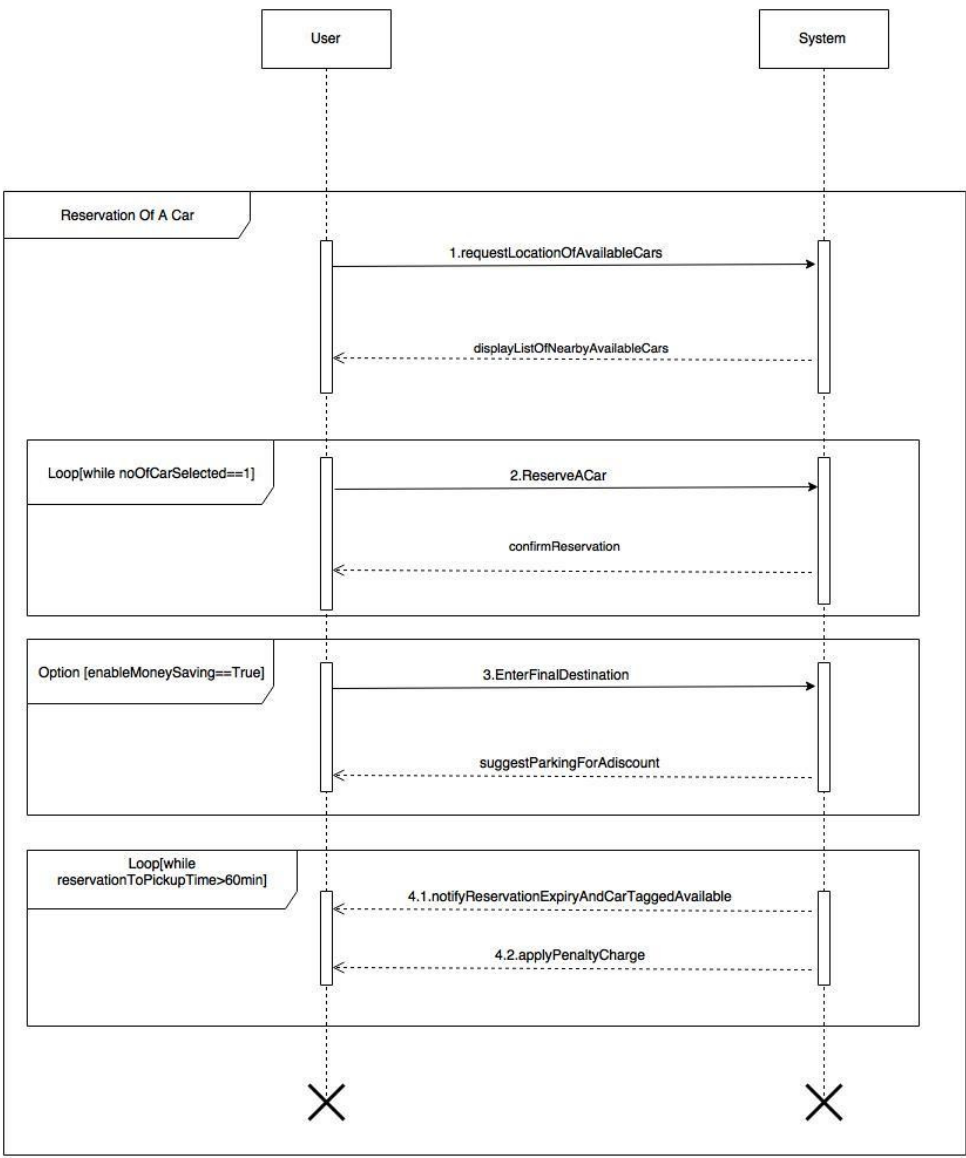 User
System
Reservation Of A Car
1.requestLocationOfAvailableCars
displayListOfNearbyAvailableCars
Loop[while noOfCarSelected==1]
2.ReserveACar
confirmReservation
Option [enableMoneySaving==True]
3.EnterFinalDestination
suggestParkingForAdiscount
Loop[while
reservationToPickupTime>60min]
4.1.notifyReservationExpiryAndCarTaggedAvailable
4.2.applyPenaltyCharge